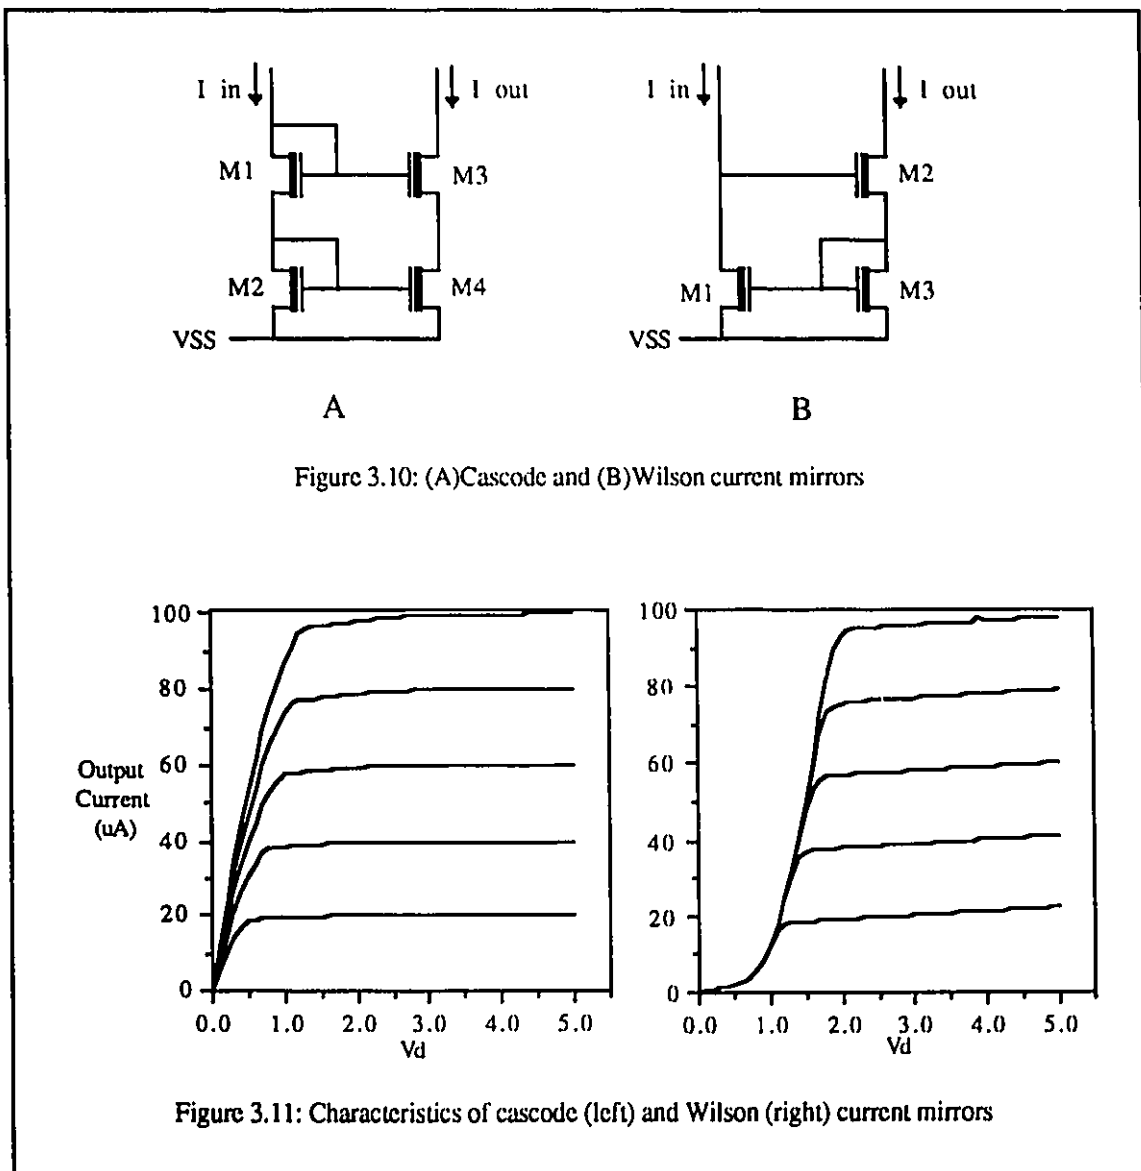 I in
I out
M1
M3
M2
M4
VSS
A
I in
I out
M2
M1
M3
VSS
B
Figure 3.10: (A)Cascode and (B)Wilson current mirrors
Output
Current
(uA)
100
80
60
40
20
0
0.0 1.0 2.0 3.0 4.0 5.0
Vd
100
80
60
40
20
0
0.0 1.0 2.0 3.0 4.0 5.0
Vd
Figure 3.11: Characteristics of cascode (left) and Wilson (right) current mirrors